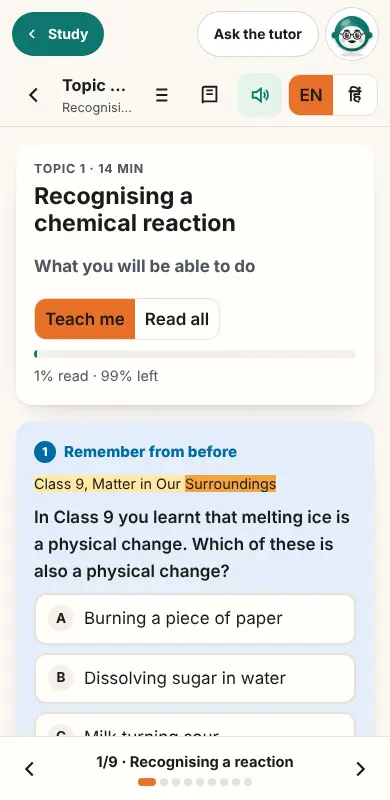 Study
Ask the tutor
Topic ...
Recognisi...
EN
हिं
TOPIC 1 · 14 MIN
Recognising a
chemical reaction
What you will be able to do
Teach me
Read all
1% read · 99% left
1
Remember from before
Class 9, Matter in Our Surroundings
In Class 9 you learnt that melting ice is
a physical change. Which of these is
also a physical change?
A
Burning a piece of paper
B
Dissolving sugar in water
C
Milk turning sour
1/9 · Recognising a reaction